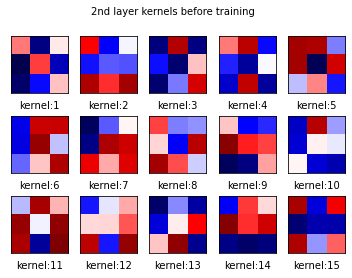 2nd layer kernels before training
kernel:1 kernel:2 kernel:3 kernel:4 kernel:5
kernel:6 kernel:7 kernel:8 kernel:9 kernel:10
kernel:11 kernel:12 kernel:13 kernel:14 kernel:15